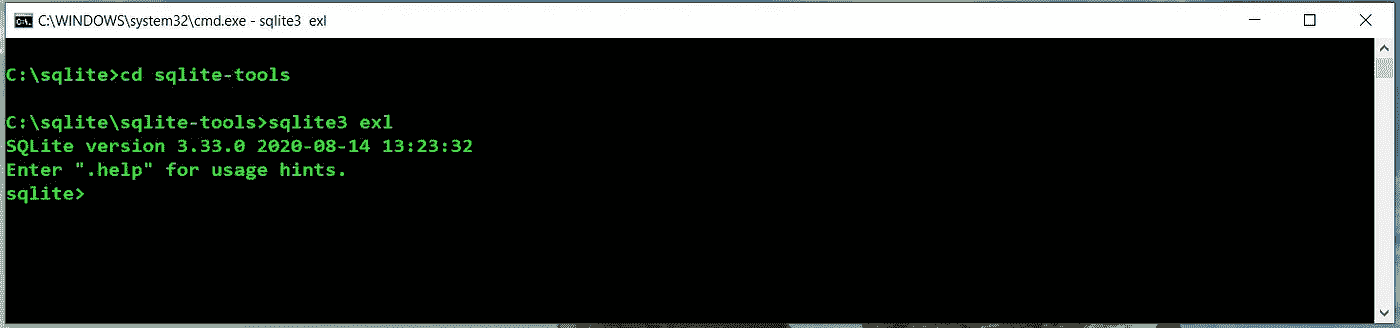 C:\WINDOWS\system32\cmd.exe - sqlite3  exl
C:\sqlite>cd sqlite-tools
C:\sqlite\sqlite-tools>sqlite3 exl
SQLite version 3.33.0 2020-08-14 13:23:32
Enter ".help" for usage hints.
sqlite>